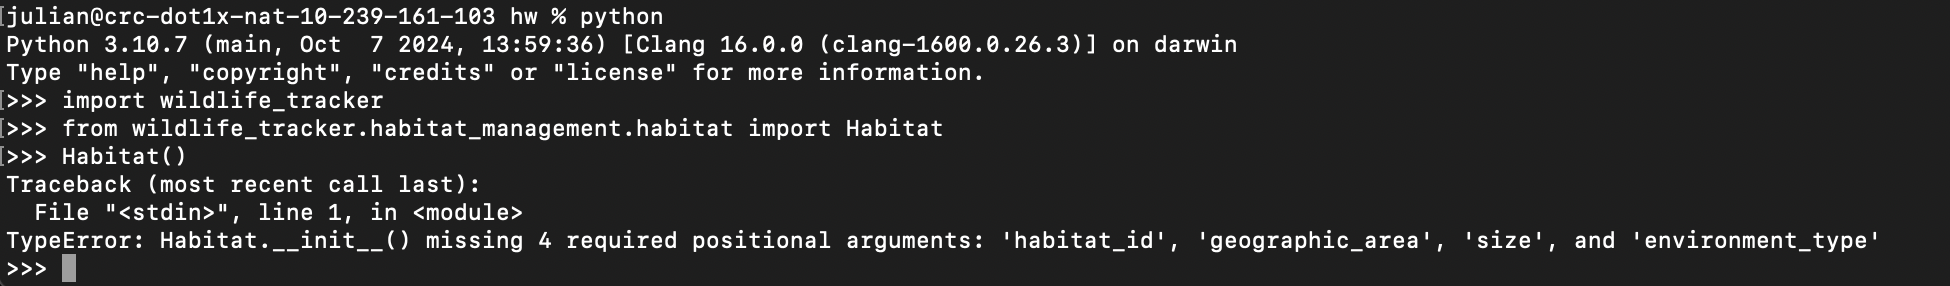 [julian@crc-dot1x-nat-10-239-161-103 hw % python
Python 3.10.7 (main, Oct  7 2024, 13:59:36) [Clang 16.0.0 (clang-1600.0.26.3)] on darwin
Type "help", "copyright", "credits" or "license" for more information.
[>>> import wildlife_tracker
[>>> from wildlife_tracker.habitat_management.habitat import Habitat
[>>> Habitat()
Traceback (most recent call last):
  File "<stdin>", line 1, in <module>
TypeError: Habitat.__init__() missing 4 required positional arguments: 'habitat_id', 'geographic_area', 'size', and 'environment_type'
>>>